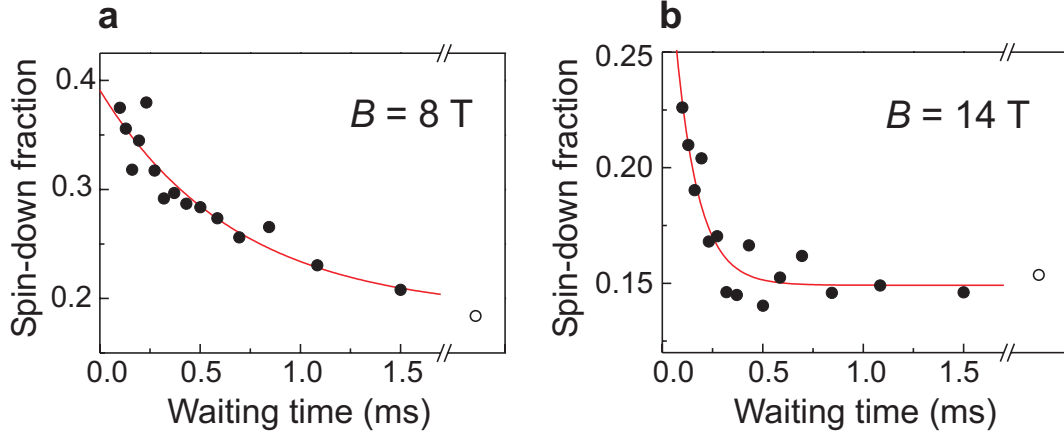 a
Spin-down fraction
0.4
0.3
0.2
B = 8 T
0.0 0.5 1.0 1.5
Waiting time (ms)
b
Spin-down fraction
0.25
0.20
0.15
B = 14 T
0.0 0.5 1.0 1.5
Waiting time (ms)